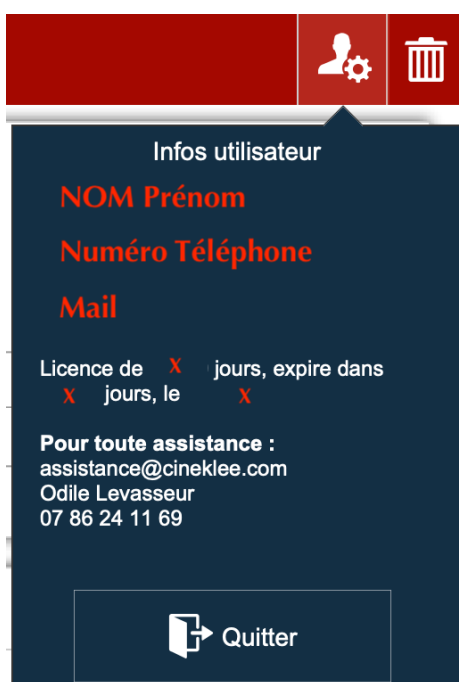 Infos utilisateur
NOM Prénom
Numéro Téléphone
Mail
Licence de x jours, expire dans
x jours, le x
Pour toute assistance :
assistance@cineklee.com
Odile Levasseur
07 86 24 11 69
Quitter